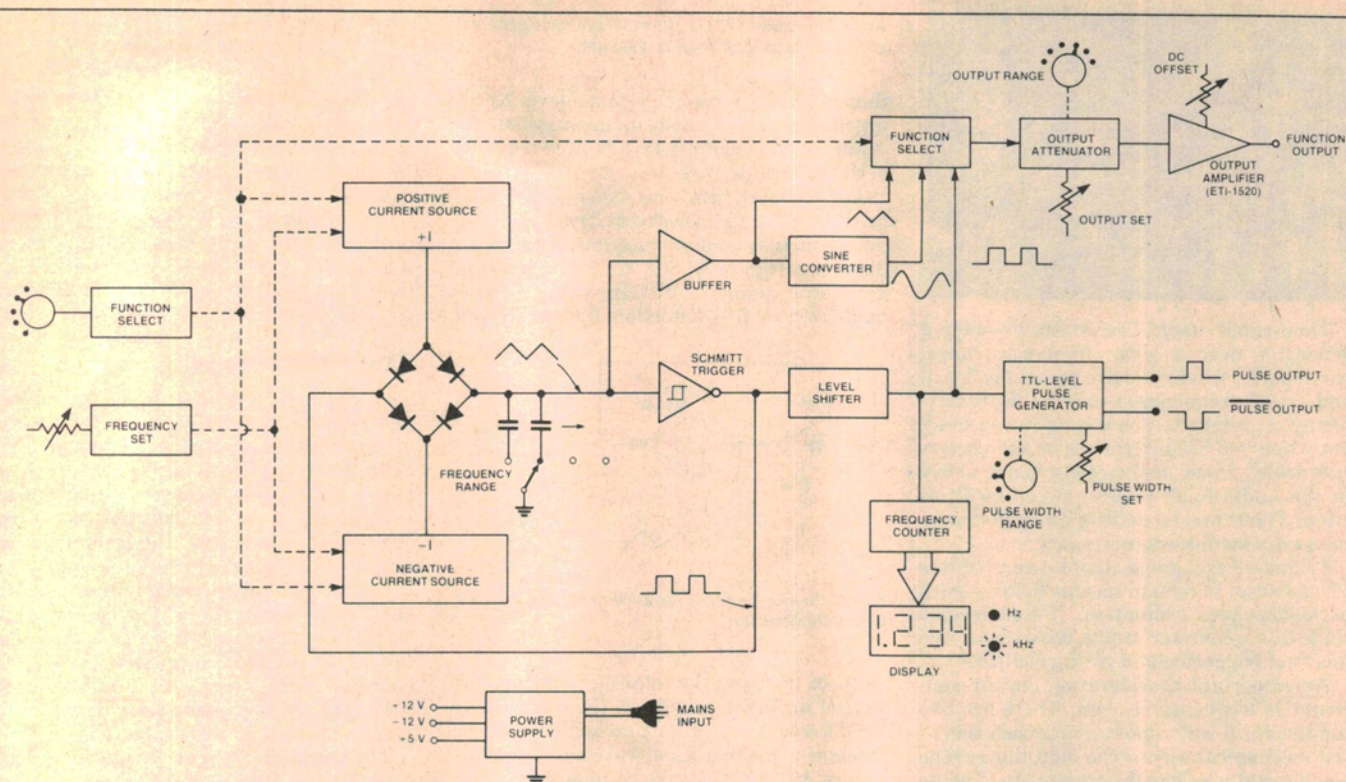 OUTPUT RANGE
DC
OFFSET
FUNCTION
SELECT
OUTPUT
ATTENUATOR
FUNCTION
OUTPUT
OUTPUT
AMPLIFIER
(ETI-1520)
OUTPUT SET
POSITIVE
CURRENT SOURCE
+I
BUFFER
SINE
CONVERTER
FUNCTION
SELECT
FREQUENCY
SET
SCHMITT
TRIGGER
LEVEL
SHIFTER
TTL-LEVEL
PULSE
GENERATOR
PULSE OUTPUT
PULSE OUTPUT
FREQUENCY
RANGE
PULSE WIDTH
SET
PULSE WIDTH
RANGE
FREQUENCY
COUNTER
-I
NEGATIVE
CURRENT SOURCE
1.234
Hz
kHz
DISPLAY
+12 V
-12 V
+5 V
POWER
SUPPLY
MAINS
INPUT